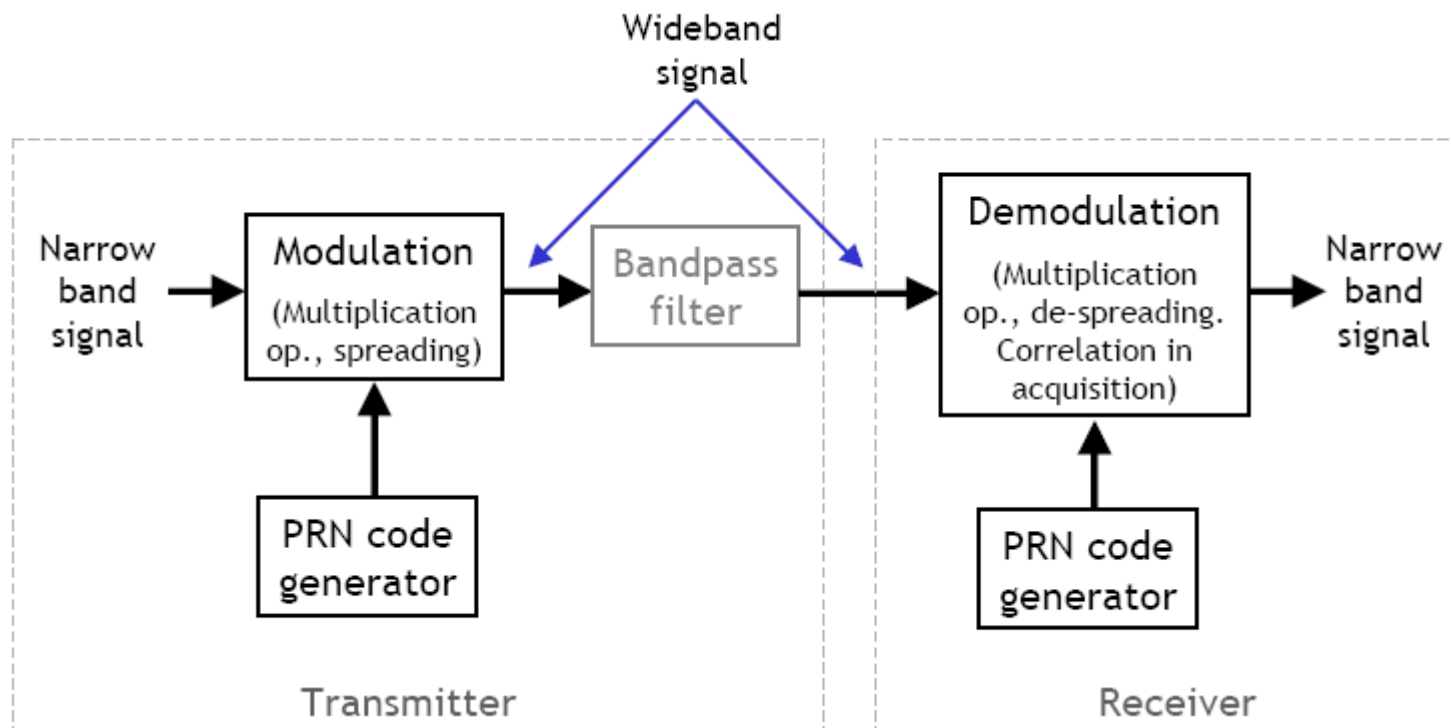 Wideband
signal
Narrow
band
signal
Modulation
(Multiplication
op., spreading)
Bandpass
filter
Demodulation
(Multiplication
op., de-spreading.
Correlation in
acquisition)
Narrow
band
signal
PRN code
generator
PRN code
generator
Transmitter
Receiver